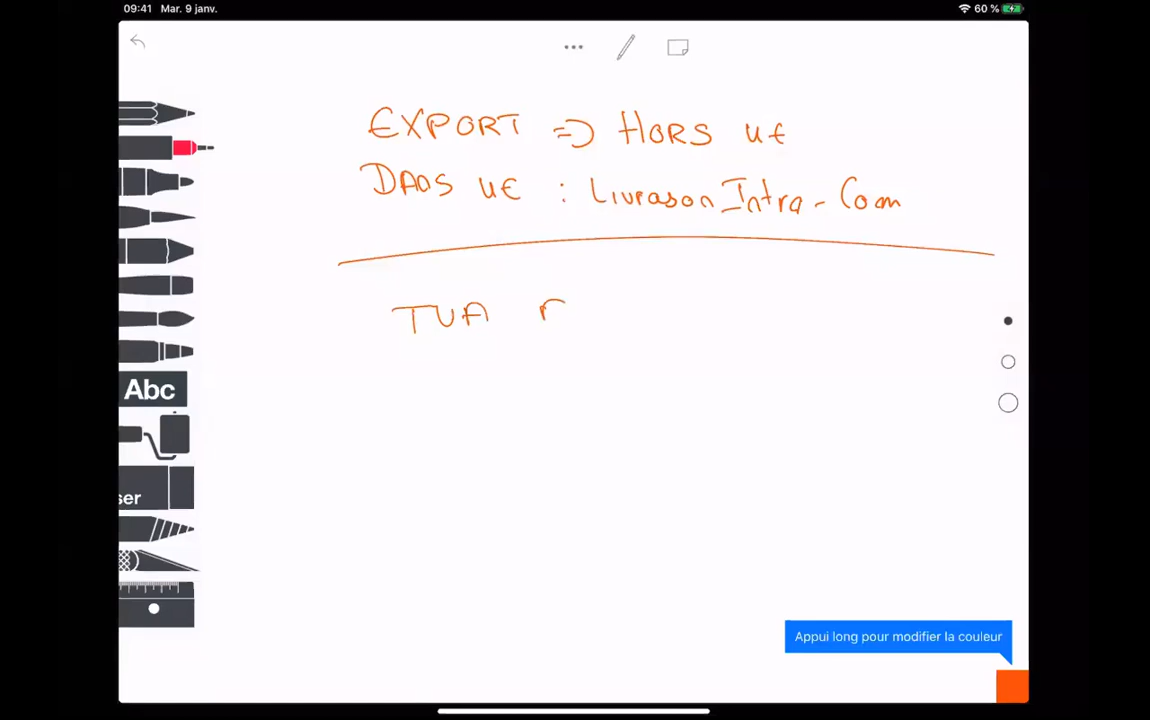 09:41 Mar. 9 janv. 60 %
EXPORT => HORS UE
DANS UE : Livrason Intra-Com
TVA r
Abc
ser
Appui long pour modifier la couleur